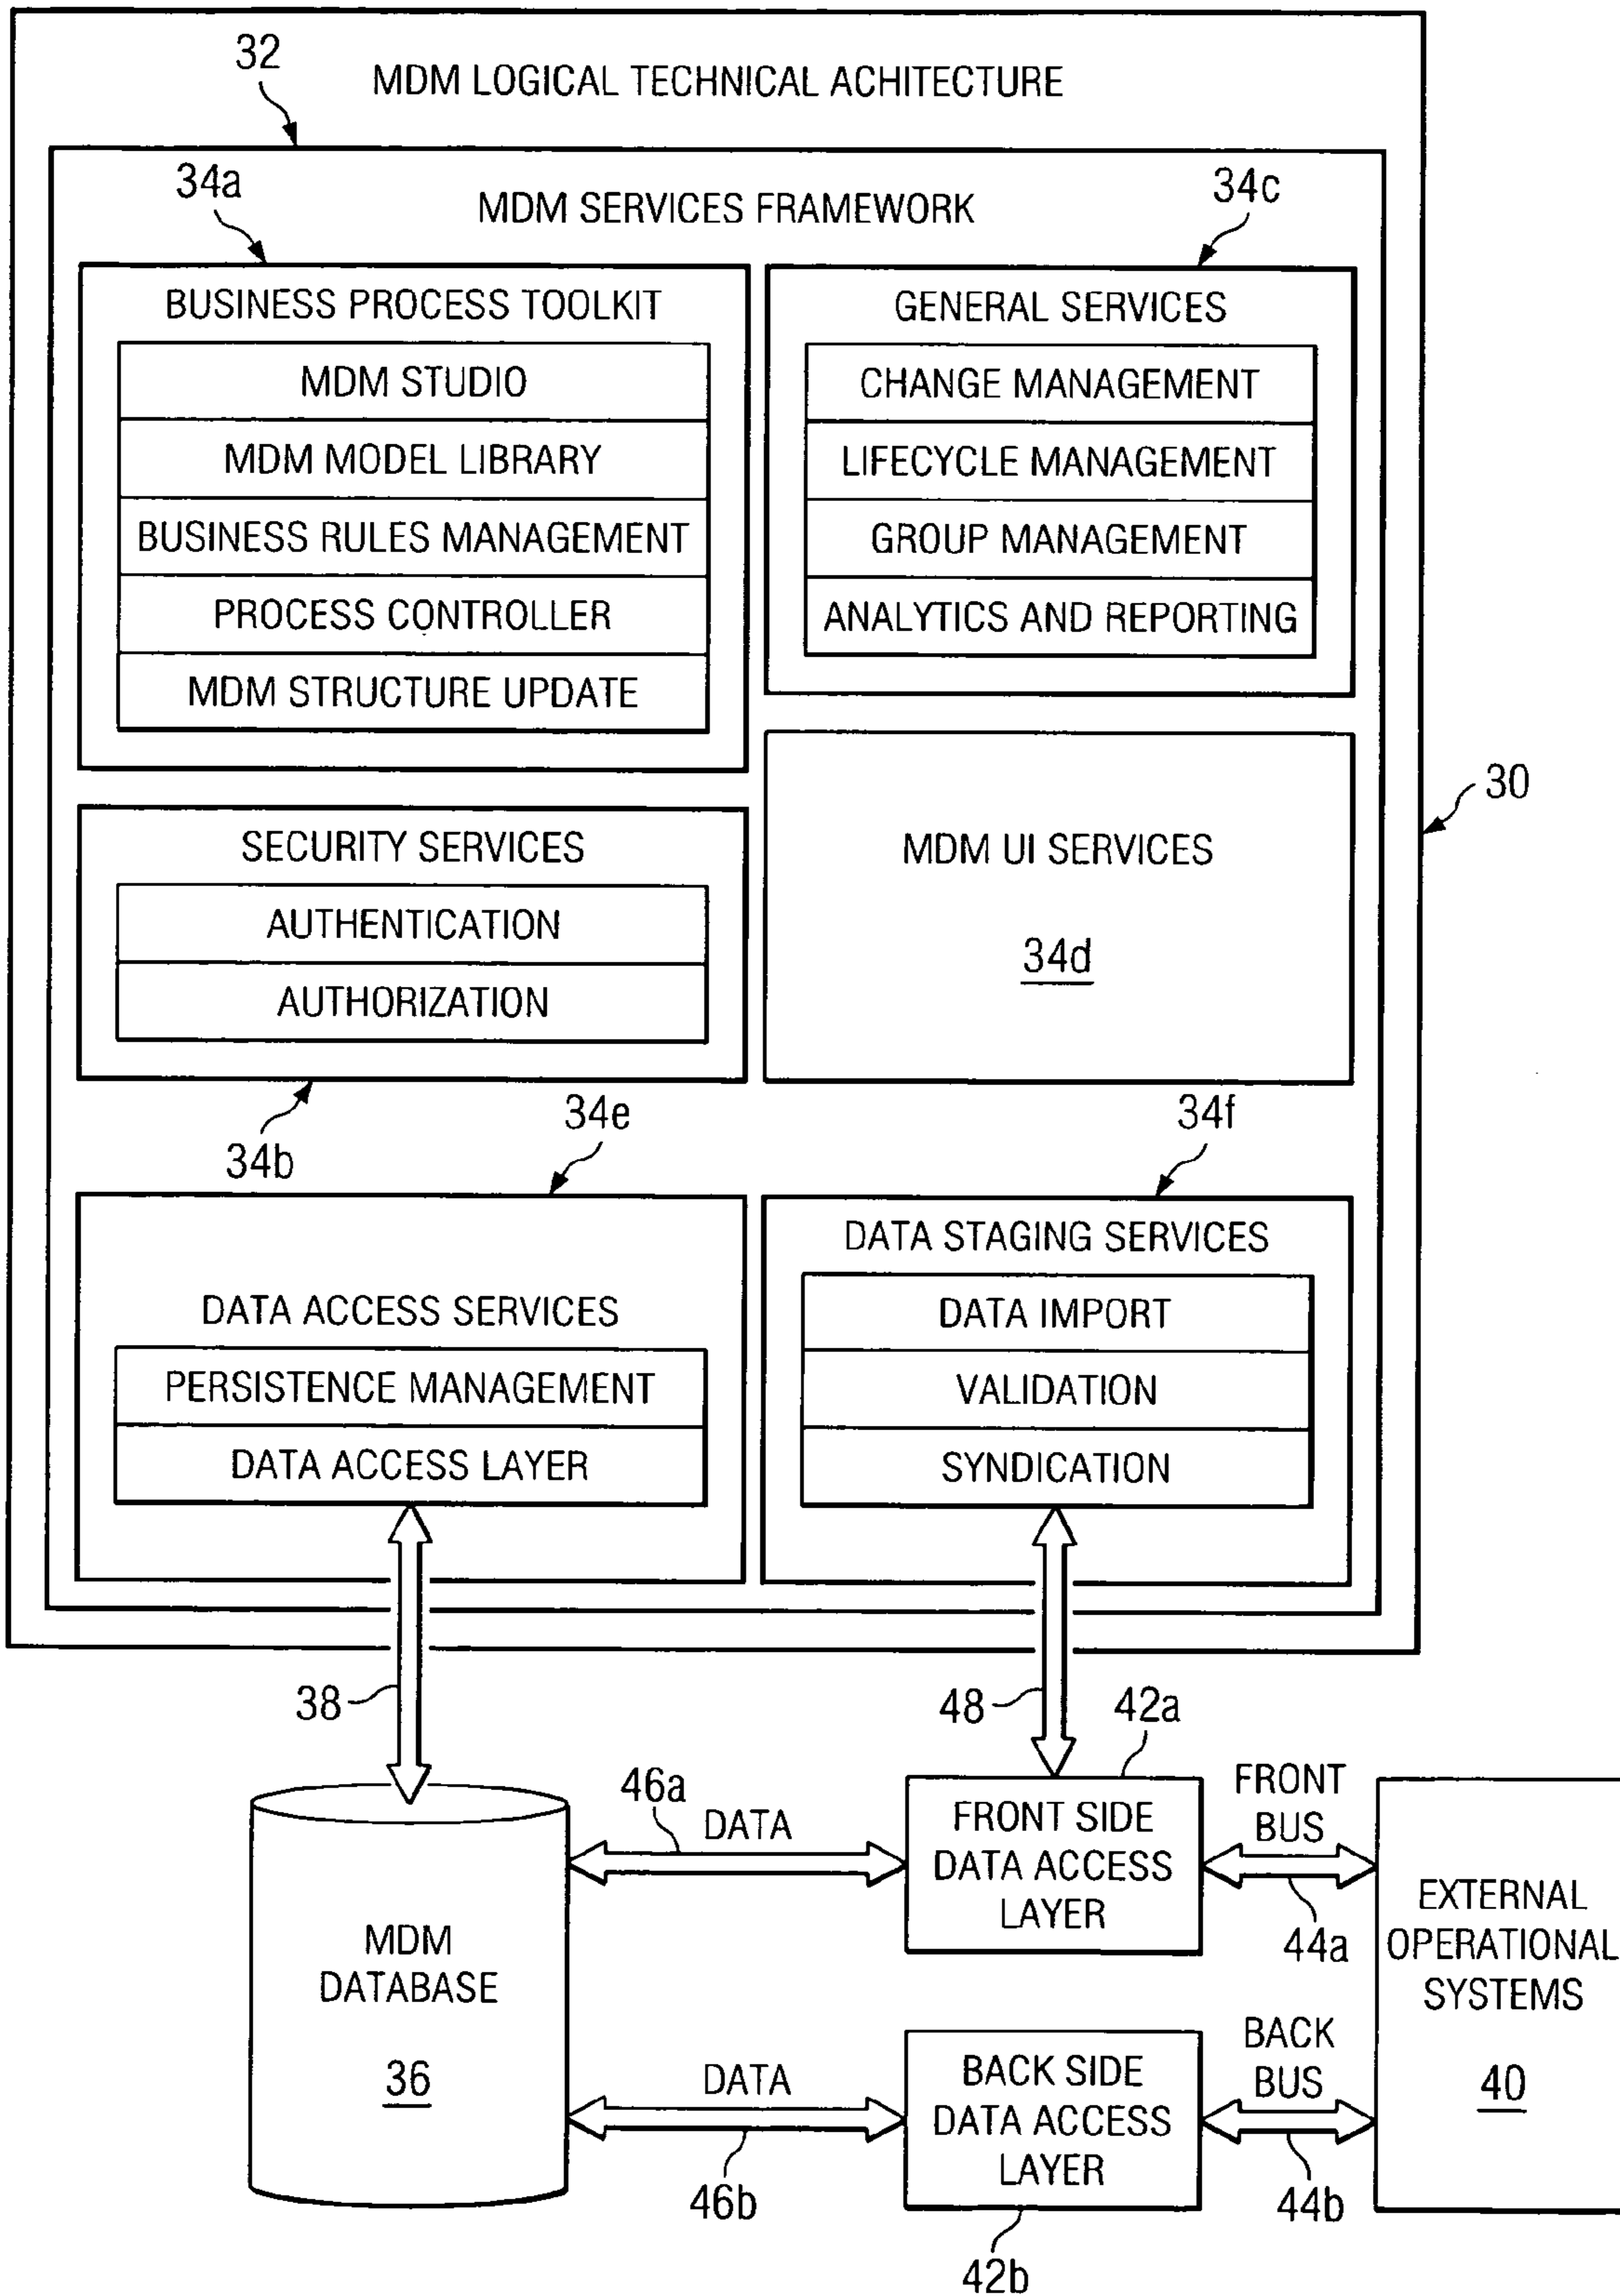 32
MDM LOGICAL TECHNICAL ACHITECTURE
34a
MDM SERVICES FRAMEWORK
34c
BUSINESS PROCESS TOOLKIT
MDM STUDIO
MDM MODEL LIBRARY
BUSINESS RULES MANAGEMENT
PROCESS CONTROLLER
MDM STRUCTURE UPDATE
GENERAL SERVICES
CHANGE MANAGEMENT
LIFECYCLE MANAGEMENT
GROUP MANAGEMENT
ANALYTICS AND REPORTING
30
SECURITY SERVICES
AUTHENTICATION
AUTHORIZATION
MDM UI SERVICES
34d
34b
34e
34f
DATA ACCESS SERVICES
PERSISTENCE MANAGEMENT
DATA ACCESS LAYER
DATA STAGING SERVICES
DATA IMPORT
VALIDATION
SYNDICATION
38
48
42a
46a
DATA
FRONT SIDE
DATA ACCESS
LAYER
FRONT
BUS
44a
MDM
DATABASE
36
EXTERNAL
OPERATIONAL
SYSTEMS
40
DATA
46b
BACK SIDE
DATA ACCESS
LAYER
BACK
BUS
44b
42b